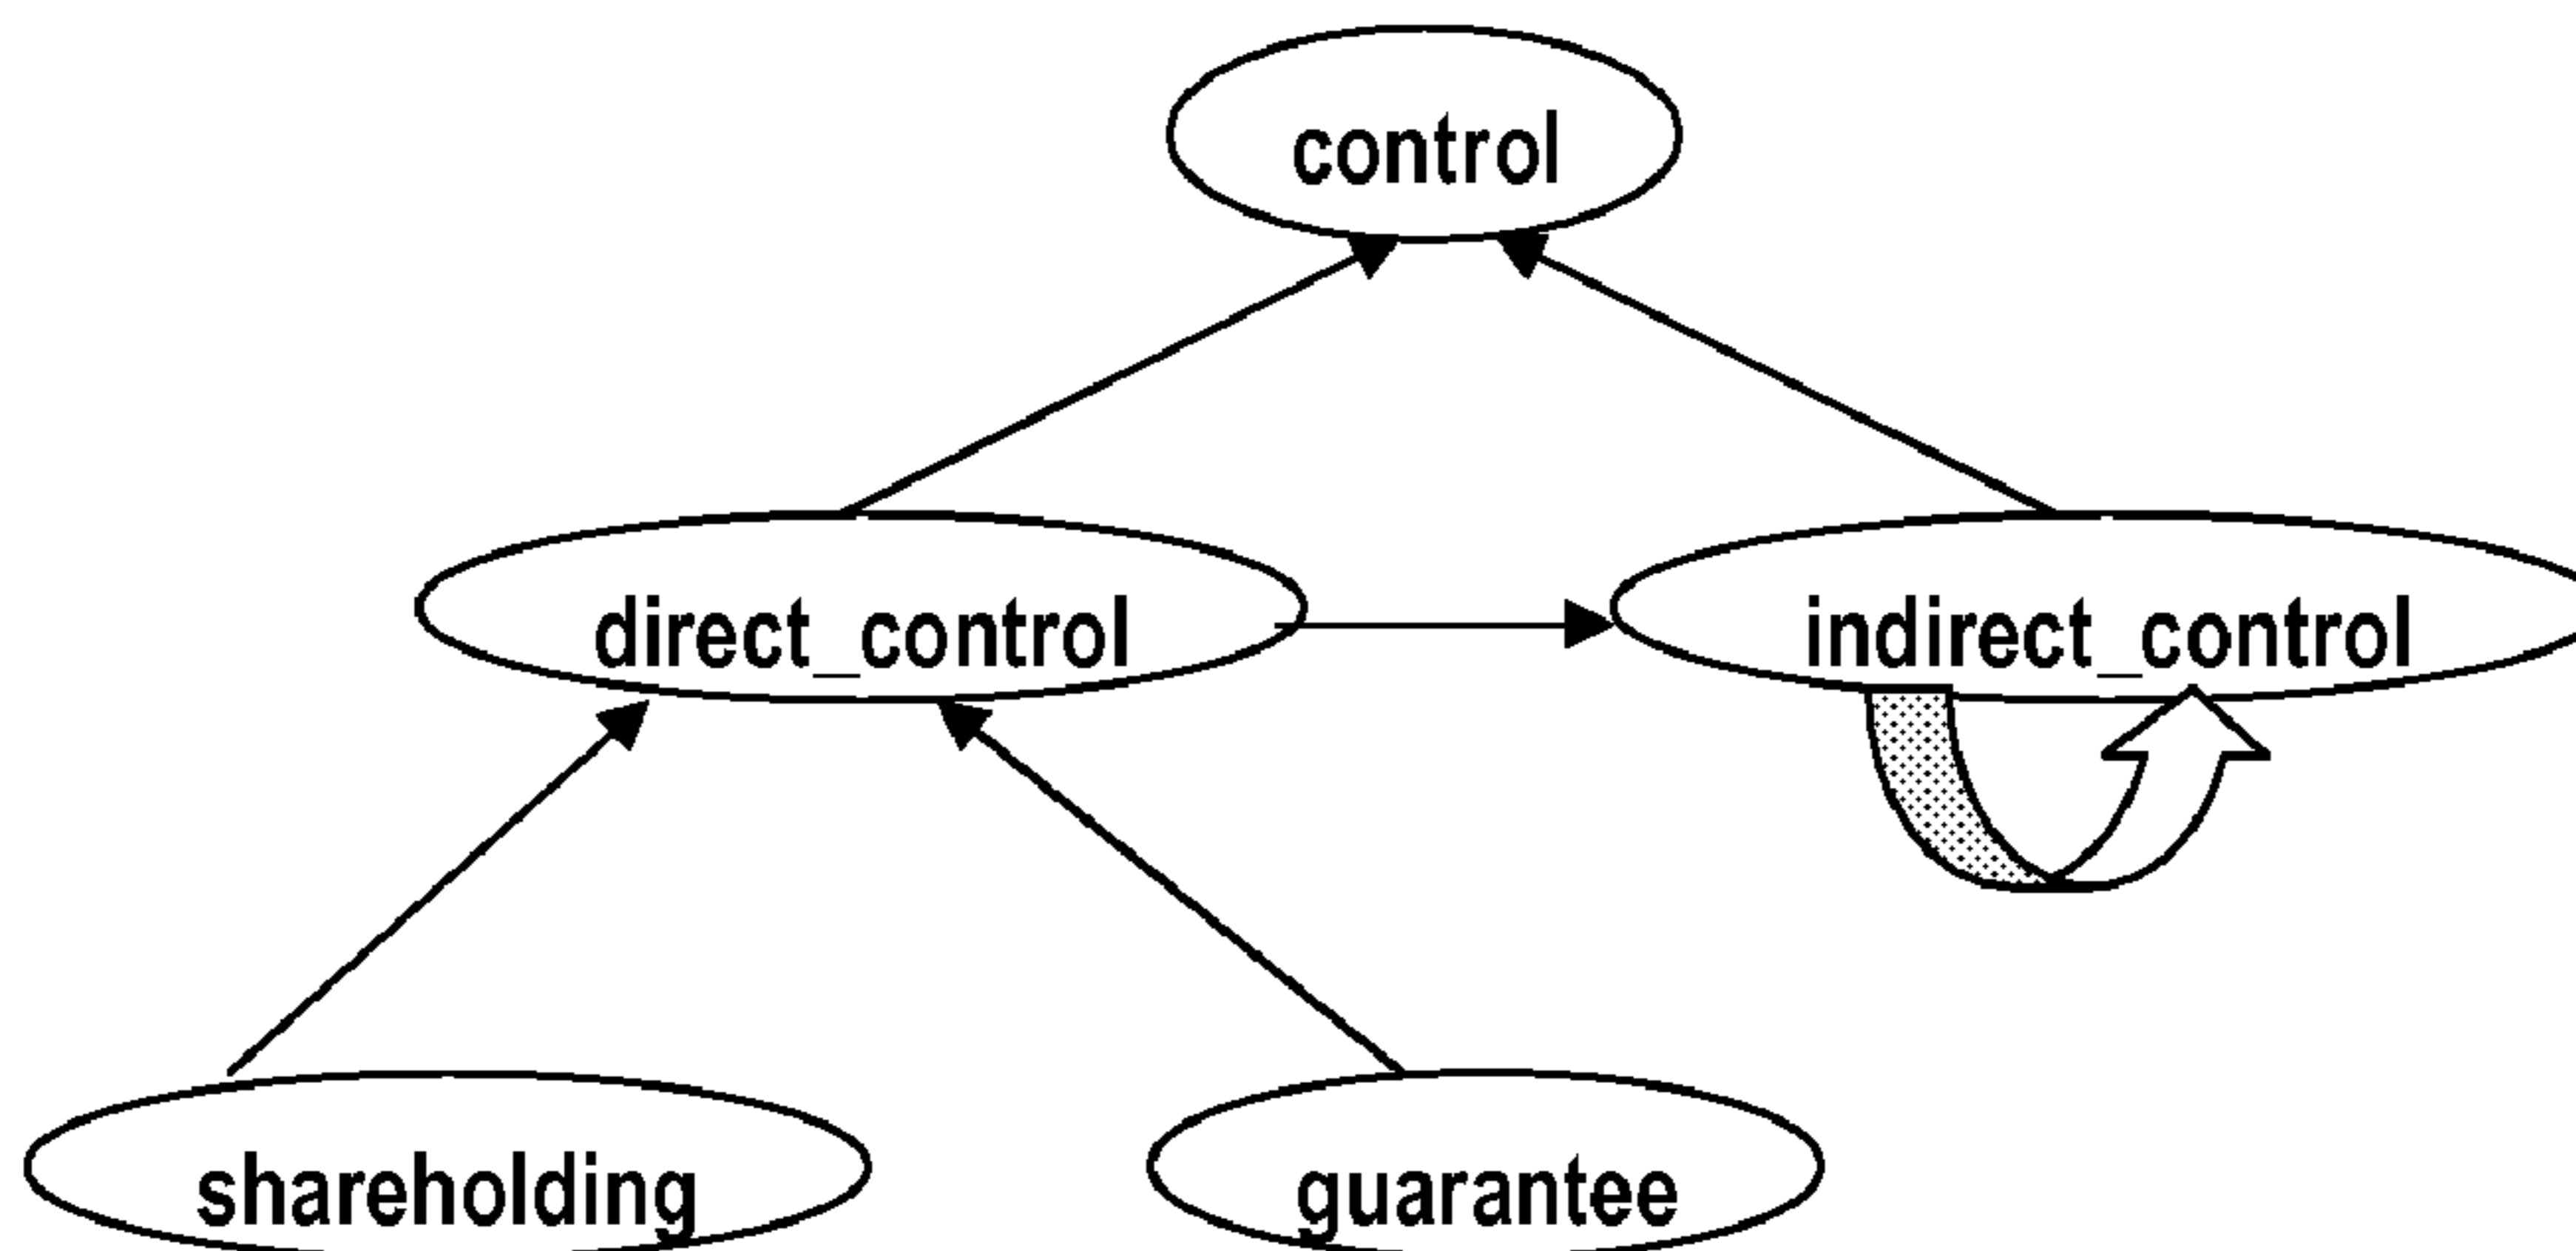 control
direct_control
indirect_control
shareholding
guarantee